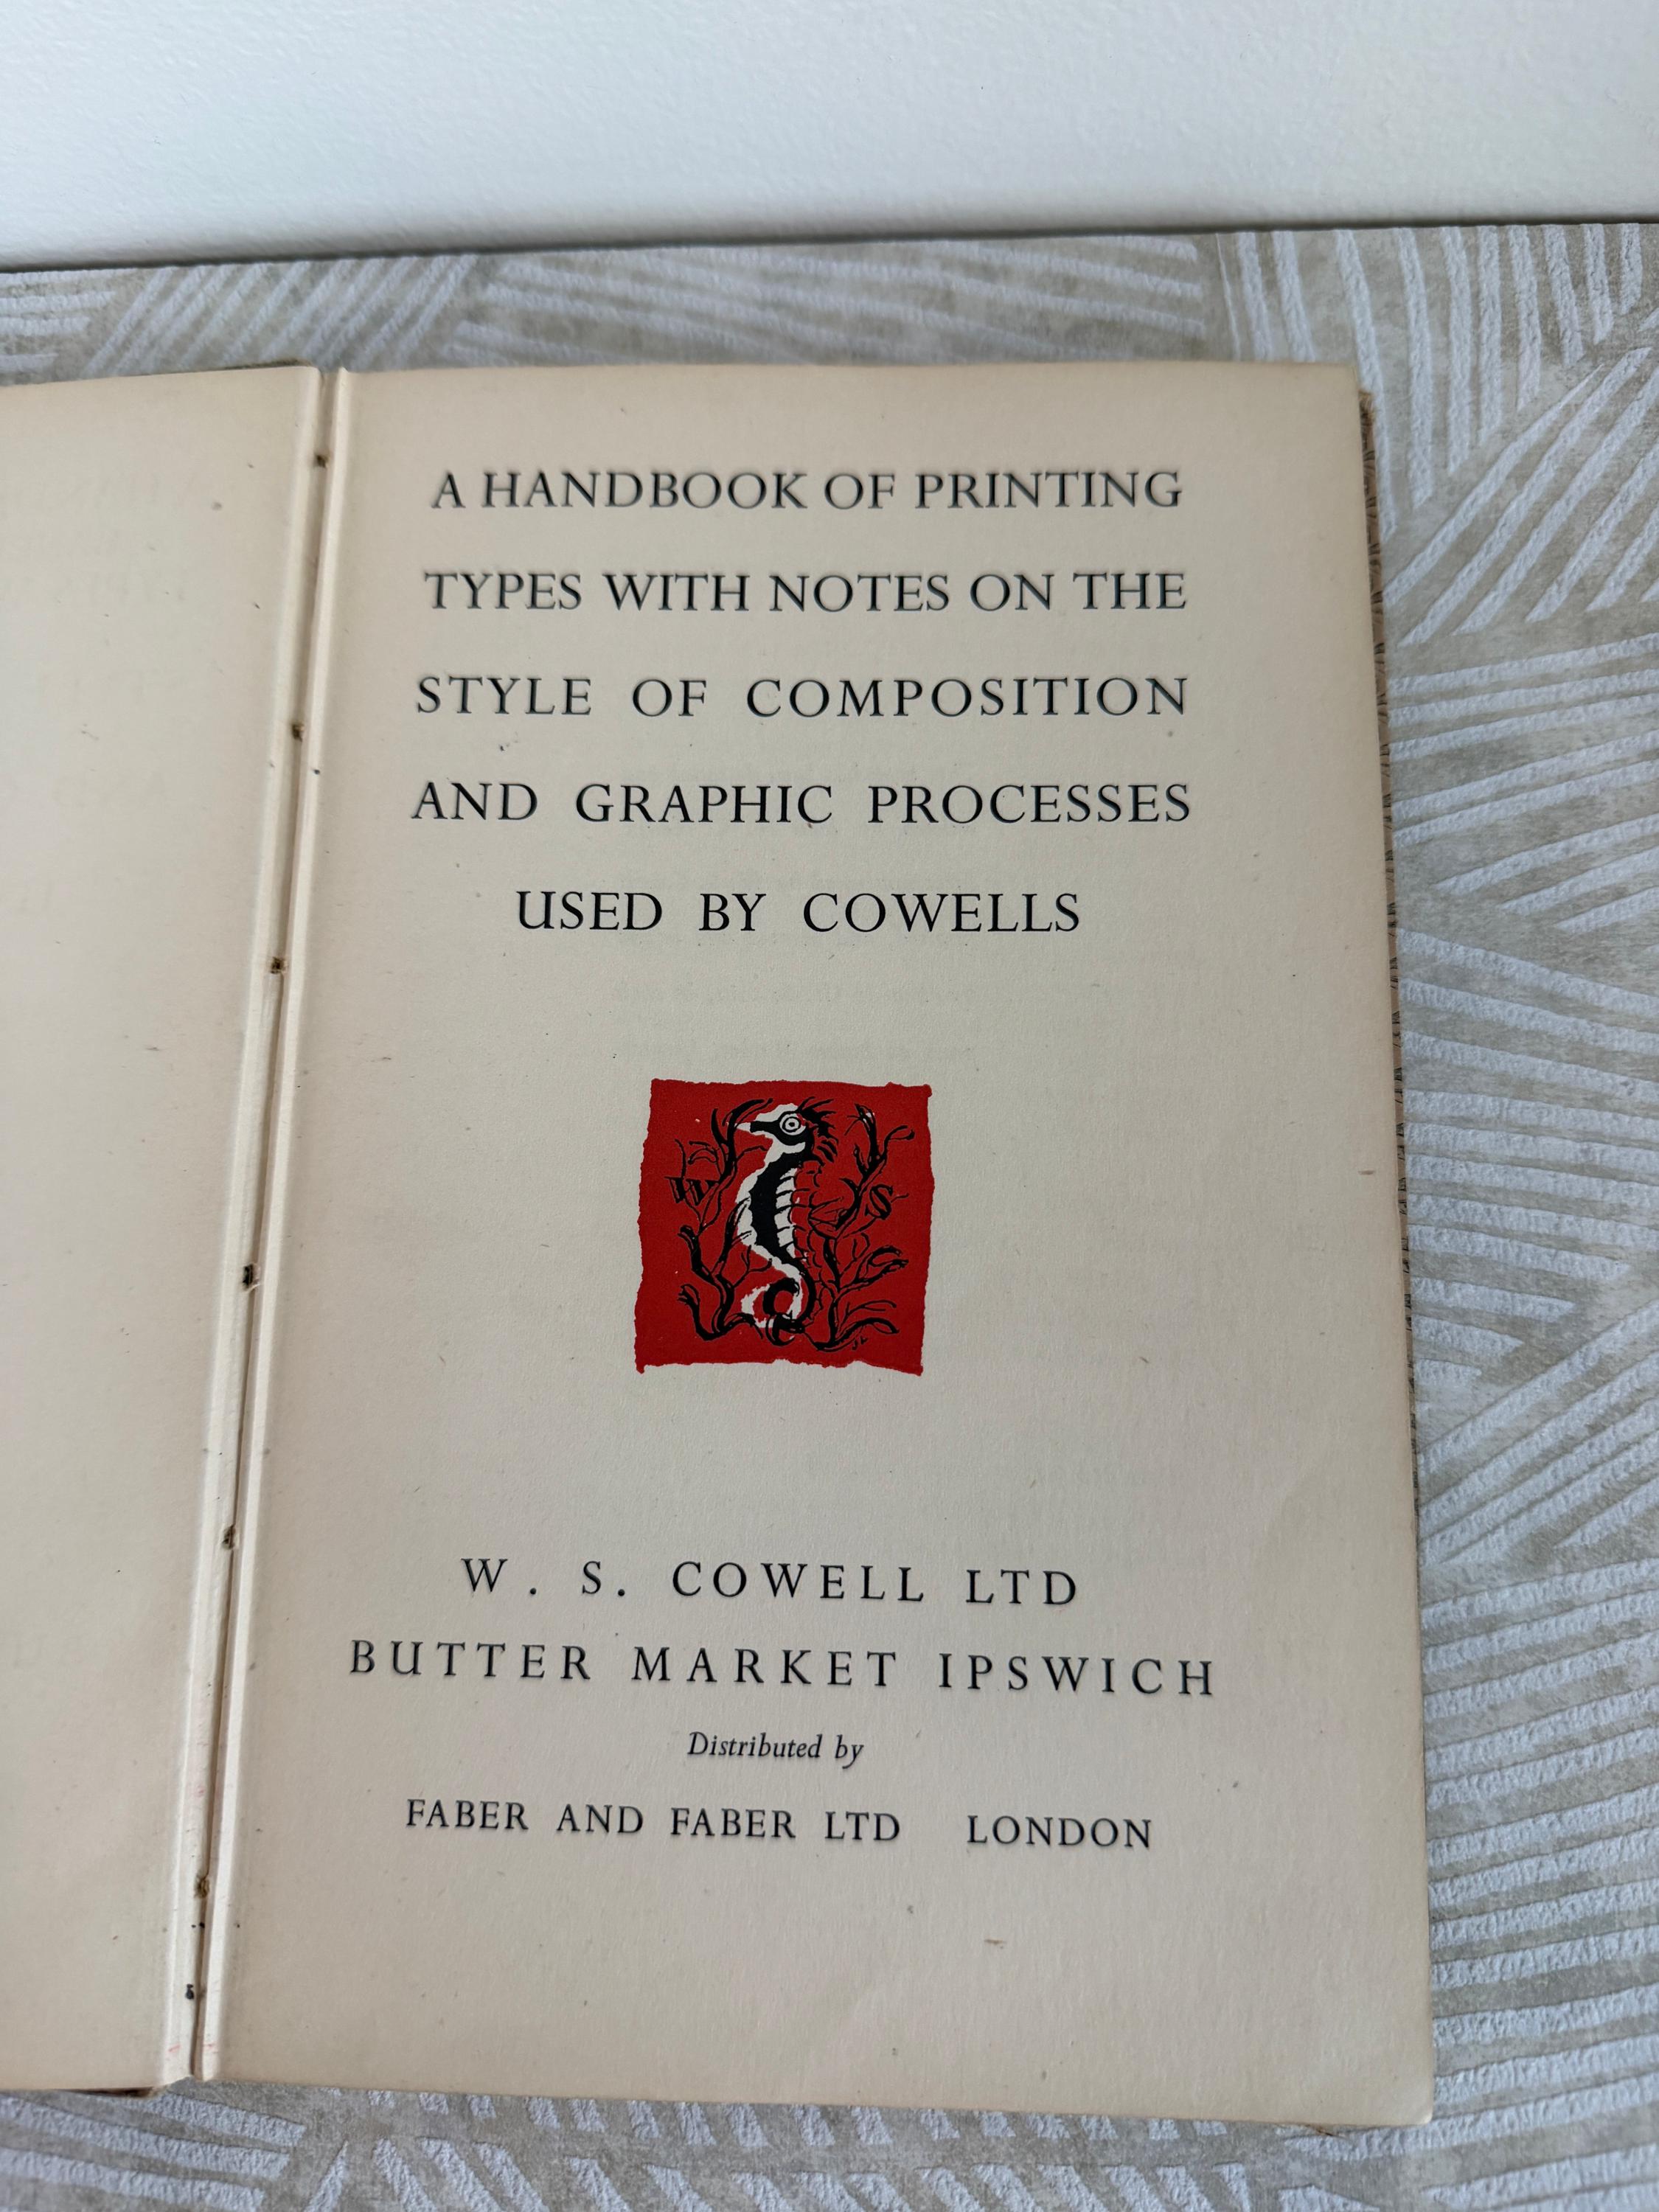 A HANDBOOK OF PRINTING
TYPES WITH NOTES ON THE
STYLE OF COMPOSITION
AND GRAPHIC PROCESSES
USED BY COWELLS
W S
JL
W. S. COWELL LTD
BUTTER MARKET IPSWICH
Distributed by
FABER AND FABER LTD LONDON